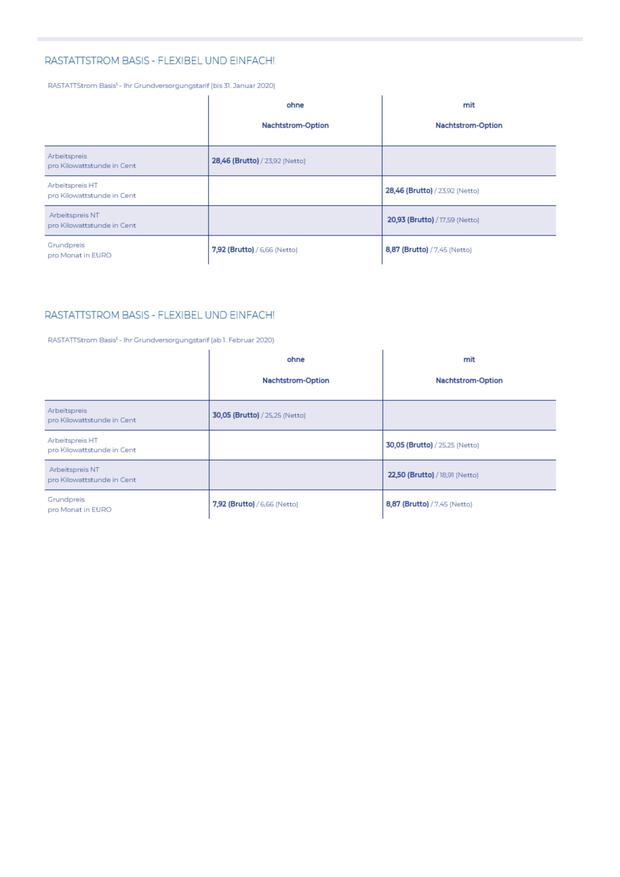 RASTATTSTROM BASIS - FLEXIBEL UND EINFACH!
RASTATTStrom Basis¹ - Ihr Grundversorgungstarif (bis 31. Januar 2020)
ohne
Nachtstrom-Option
mit
Nachtstrom-Option
Arbeitspreis
pro Kilowattstunde in Cent
28,46 (Brutto) / 23,92 (Netto)
Arbeitspreis HT
pro Kilowattstunde in Cent
28,46 (Brutto) / 23,92 (Netto)
Arbeitspreis NT
pro Kilowattstunde in Cent
20,93 (Brutto) / 17,59 (Netto)
Grundpreis
pro Monat in EURO
7,92 (Brutto) / 6,66 (Netto)
8,87 (Brutto) / 7,45 (Netto)
RASTATTSTROM BASIS - FLEXIBEL UND EINFACH!
RASTATTStrom Basis¹ - Ihr Grundversorgungstarif (ab 1. Februar 2020)
ohne
Nachtstrom-Option
mit
Nachtstrom-Option
Arbeitspreis
pro Kilowattstunde in Cent
30,05 (Brutto) / 25,25 (Netto)
Arbeitspreis HT
pro Kilowattstunde in Cent
30,05 (Brutto) / 25,25 (Netto)
Arbeitspreis NT
pro Kilowattstunde in Cent
22,50 (Brutto) / 18,91 (Netto)
Grundpreis
pro Monat in EURO
7,92 (Brutto) / 6,66 (Netto)
8,87 (Brutto) / 7,45 (Netto)